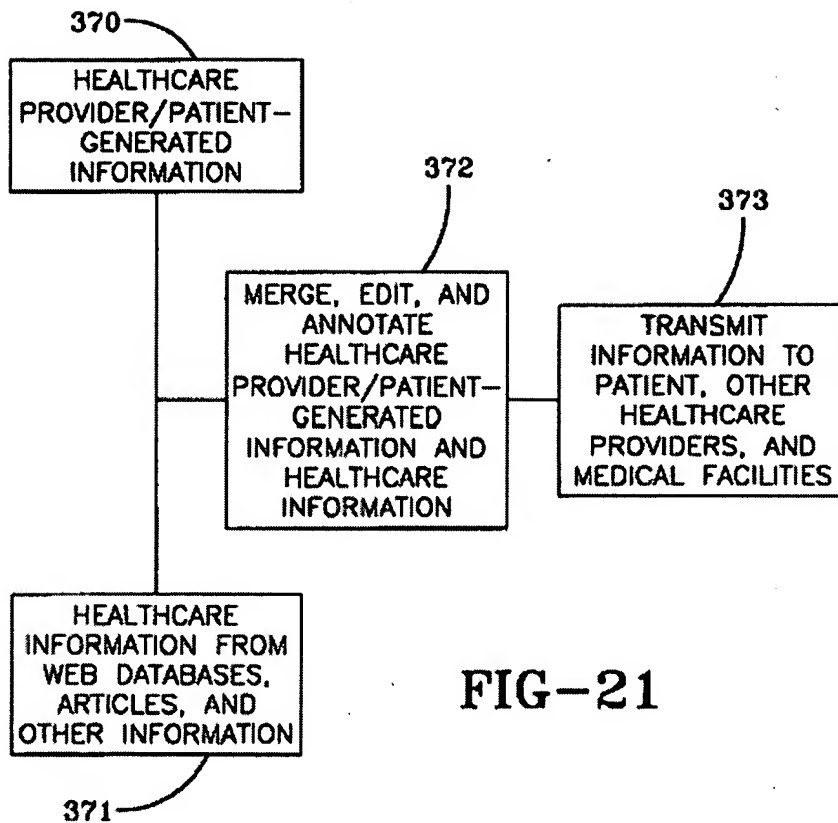 370
HEALTHCARE
PROVIDER/PATIENT-
GENERATED
INFORMATION
372
373
MERGE, EDIT, AND
ANNOTATE
HEALTHCARE
PROVIDER/PATIENT-
GENERATED
INFORMATION AND
HEALTHCARE
INFORMATION
TRANSMIT
INFORMATION TO
PATIENT, OTHER
HEALTHCARE
PROVIDERS, AND
MEDICAL FACILITIES
HEALTHCARE
INFORMATION FROM
WEB DATABASES,
ARTICLES, AND
OTHER INFORMATION
371
FIG-21